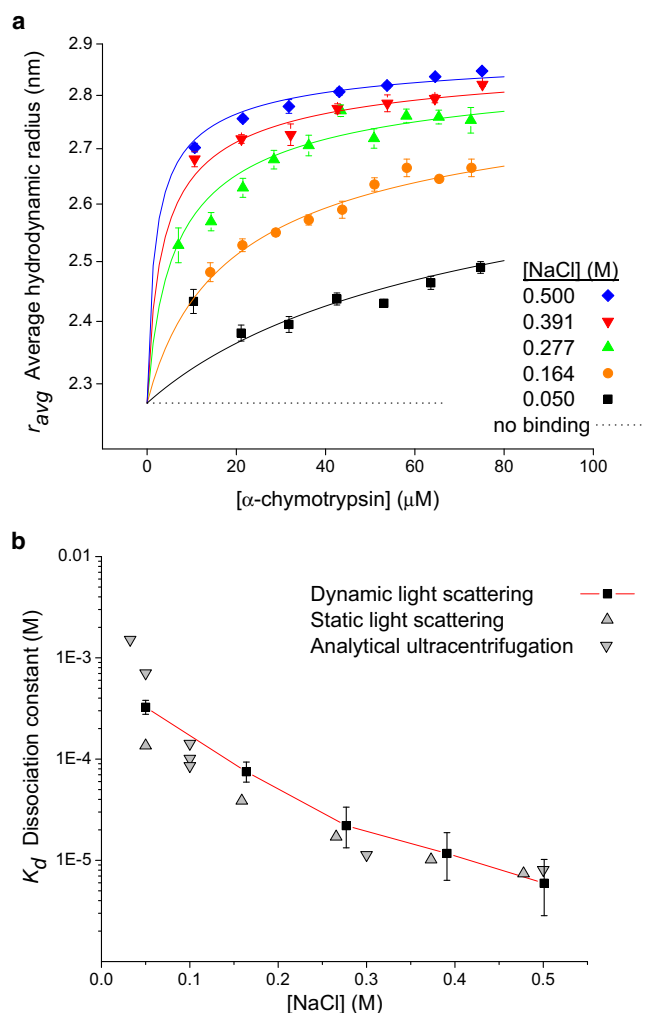 a
r_avg Average hydrodynamic radius (nm)
2.9
2.8
2.7
2.6
2.5
2.4
2.3
[NaCl] (M)
0.500
0.391
0.277
0.164
0.050
no binding
0
20
40
60
80
100
[α-chymotrypsin] (μM)
b
K_d Dissociation constant (M)
0.01
1E-3
1E-4
1E-5
Dynamic light scattering
Static light scattering
Analytical ultracentrifugation
0.0
0.1
0.2
0.3
0.4
0.5
[NaCl] (M)